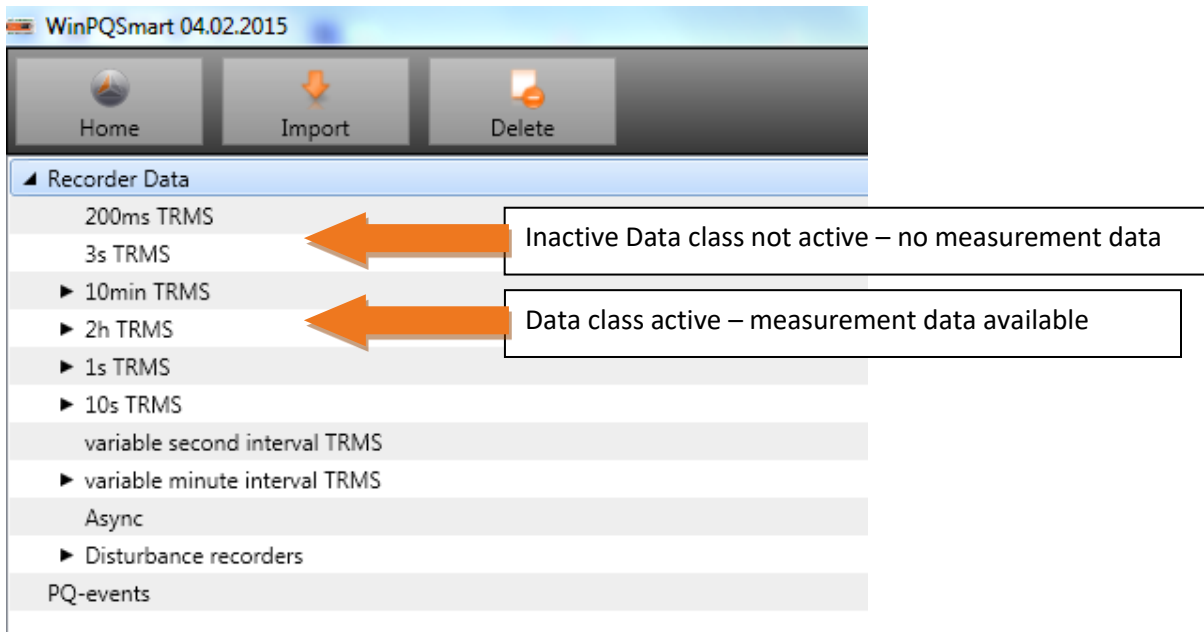 WinPQSmart 04.02.2015
Home Import Delete
Recorder Data
200ms TRMS
Inactive Data class not active – no measurement data
3s TRMS
10min TRMS
Data class active – measurement data available
2h TRMS
1s TRMS
10s TRMS
variable second interval TRMS
variable minute interval TRMS
Async
Disturbance recorders
PQ-events